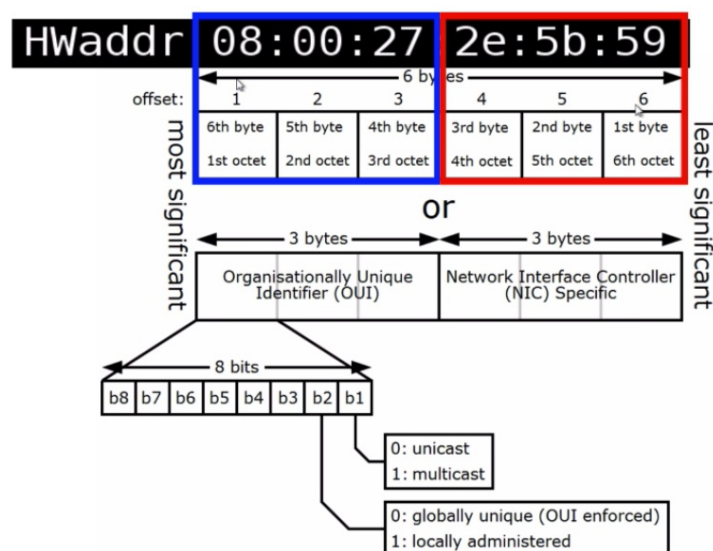 HWaddr 08:00:27 2e:5b:59
6 bytes
offset: 1 2 3 4 5 6
6th byte 5th byte 4th byte 3rd byte 2nd byte 1st byte
1st octet 2nd octet 3rd octet 4th octet 5th octet 6th octet
most significant
least significant
or
3 bytes 3 bytes
Organisationally Unique Network Interface Controller
Identifier (OUI) (NIC) Specific
8 bits
b8 b7 b6 b5 b4 b3 b2 b1
0: unicast
1: multicast
0: globally unique (OUI enforced)
1: locally administered